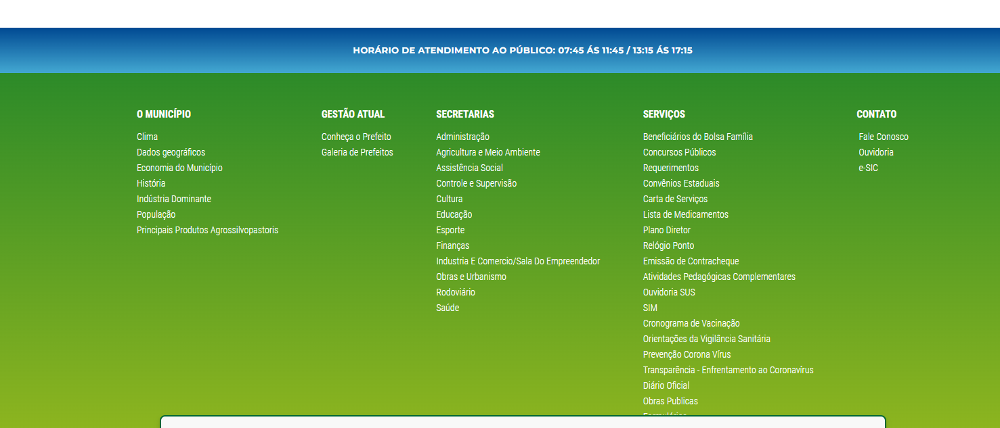 HORÁRIO DE ATENDIMENTO AO PÚBLICO: 07:45 ÁS 11:45 / 13:15 ÁS 17:15
O MUNICÍPIO
Clima
Dados geográficos
Economia do Município
História
Indústria Dominante
População
Principais Produtos Agrossilvopastoris
GESTÃO ATUAL
Conheça o Prefeito
Galeria de Prefeitos
SECRETARIAS
Administração
Agricultura e Meio Ambiente
Assistência Social
Controle e Supervisão
Cultura
Educação
Esporte
Finanças
Industria E Comercio/Sala Do Empreendedor
Obras e Urbanismo
Rodoviário
Saúde
SERVIÇOS
Beneficiários do Bolsa Família
Concursos Públicos
Requerimentos
Convênios Estaduais
Carta de Serviços
Lista de Medicamentos
Plano Diretor
Relógio Ponto
Emissão de Contracheque
Atividades Pedagógicas Complementares
Ouvidoria SUS
SIM
Cronograma de Vacinação
Orientações da Vigilância Sanitária
Prevenção Corona Vírus
Transparência - Enfrentamento ao Coronavírus
Diário Oficial
Obras Publicas
CONTATO
Fale Conosco
Ouvidoria
e-SIC